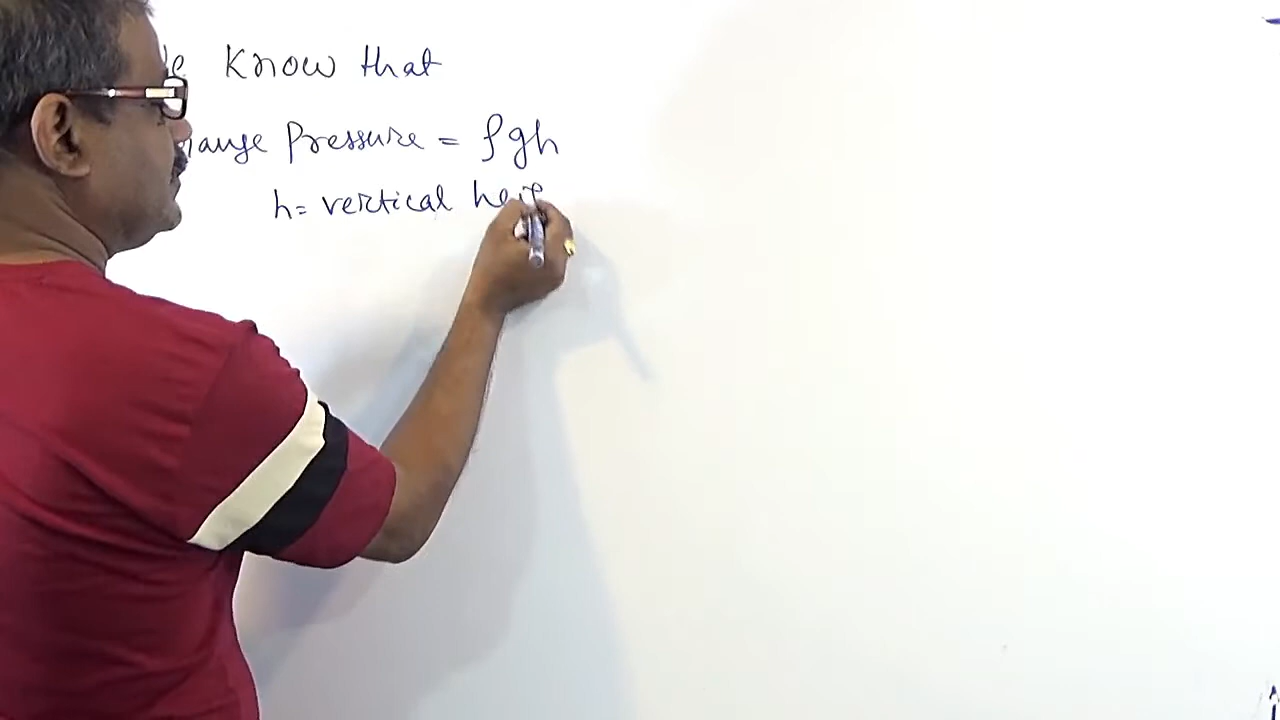 Know that
Pressure = ρgh
h = vertical